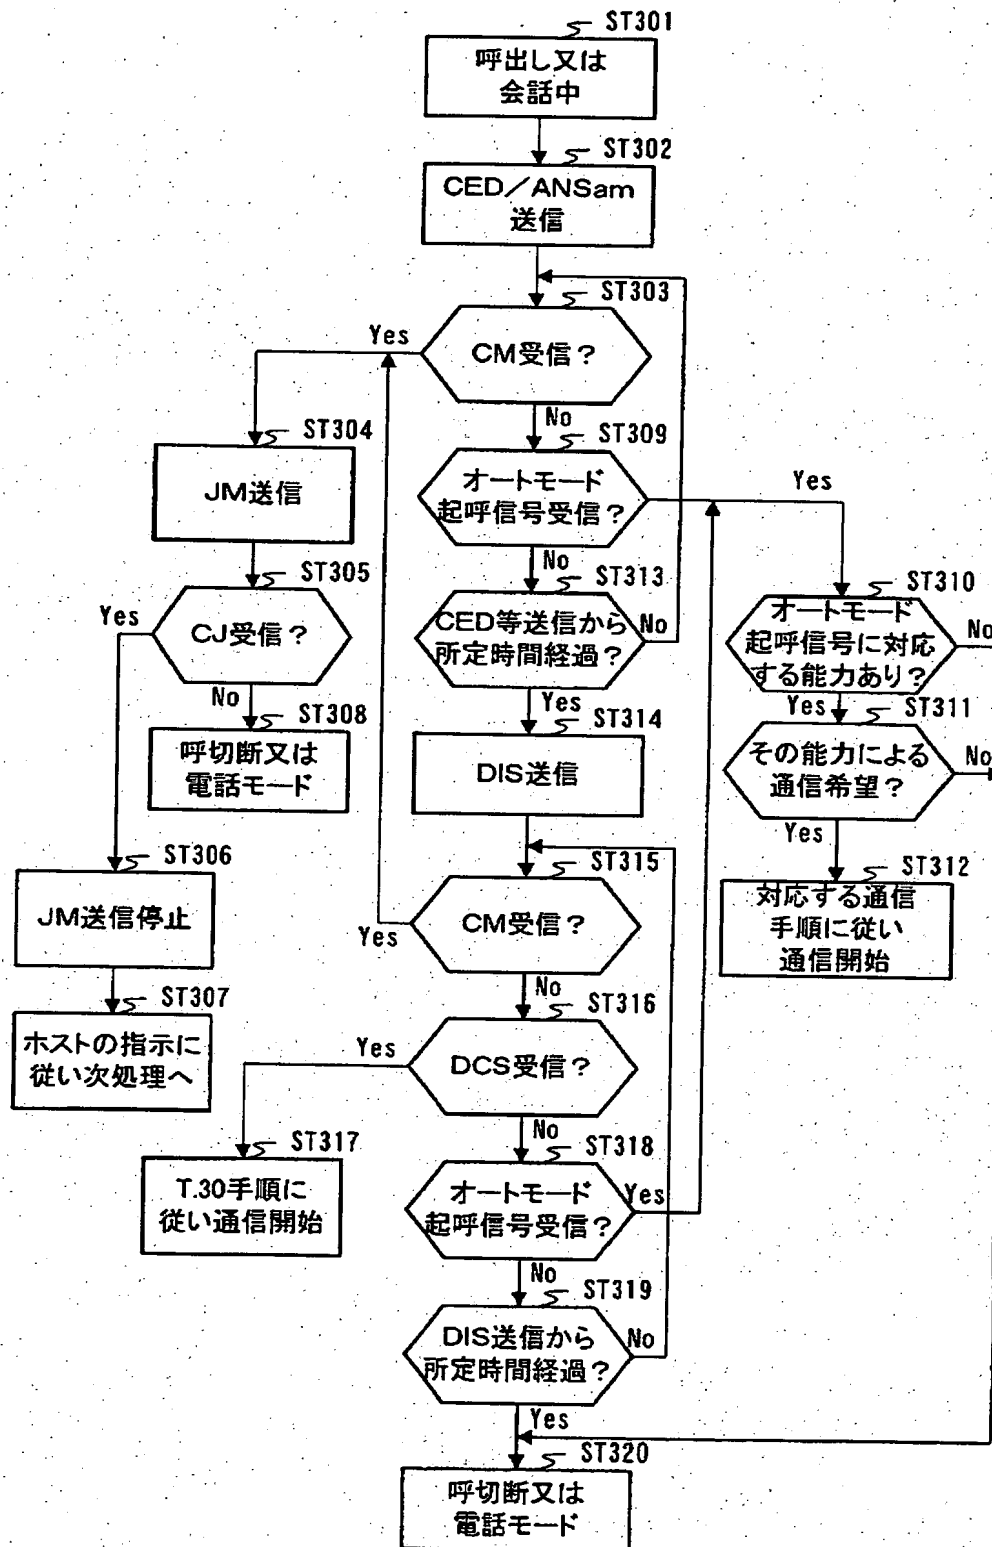 ST301
呼出し又は
会話中
ST302
CED/ANSam
送信
ST303
CM受信?
Yes
No
ST304
JM送信
ST309
オートモード
起呼信号受信?
Yes
No
ST305
CJ受信?
Yes
No
ST313
CED等送信から
所定時間経過?
No
Yes
ST310
オートモード
起呼信号に対応
する能力あり?
No
Yes
ST308
呼切断又は
電話モード
ST314
DIS送信
ST311
その能力による
通信希望?
No
Yes
ST306
JM送信停止
ST315
CM受信?
Yes
No
ST312
対応する通信
手順に従い
通信開始
ST307
ホストの指示に
従い次処理へ
ST316
DCS受信?
Yes
No
ST317
T.30手順に
従い通信開始
ST318
オートモード
起呼信号受信?
Yes
No
ST319
DIS送信から
所定時間経過?
No
Yes
ST320
呼切断又は
電話モード